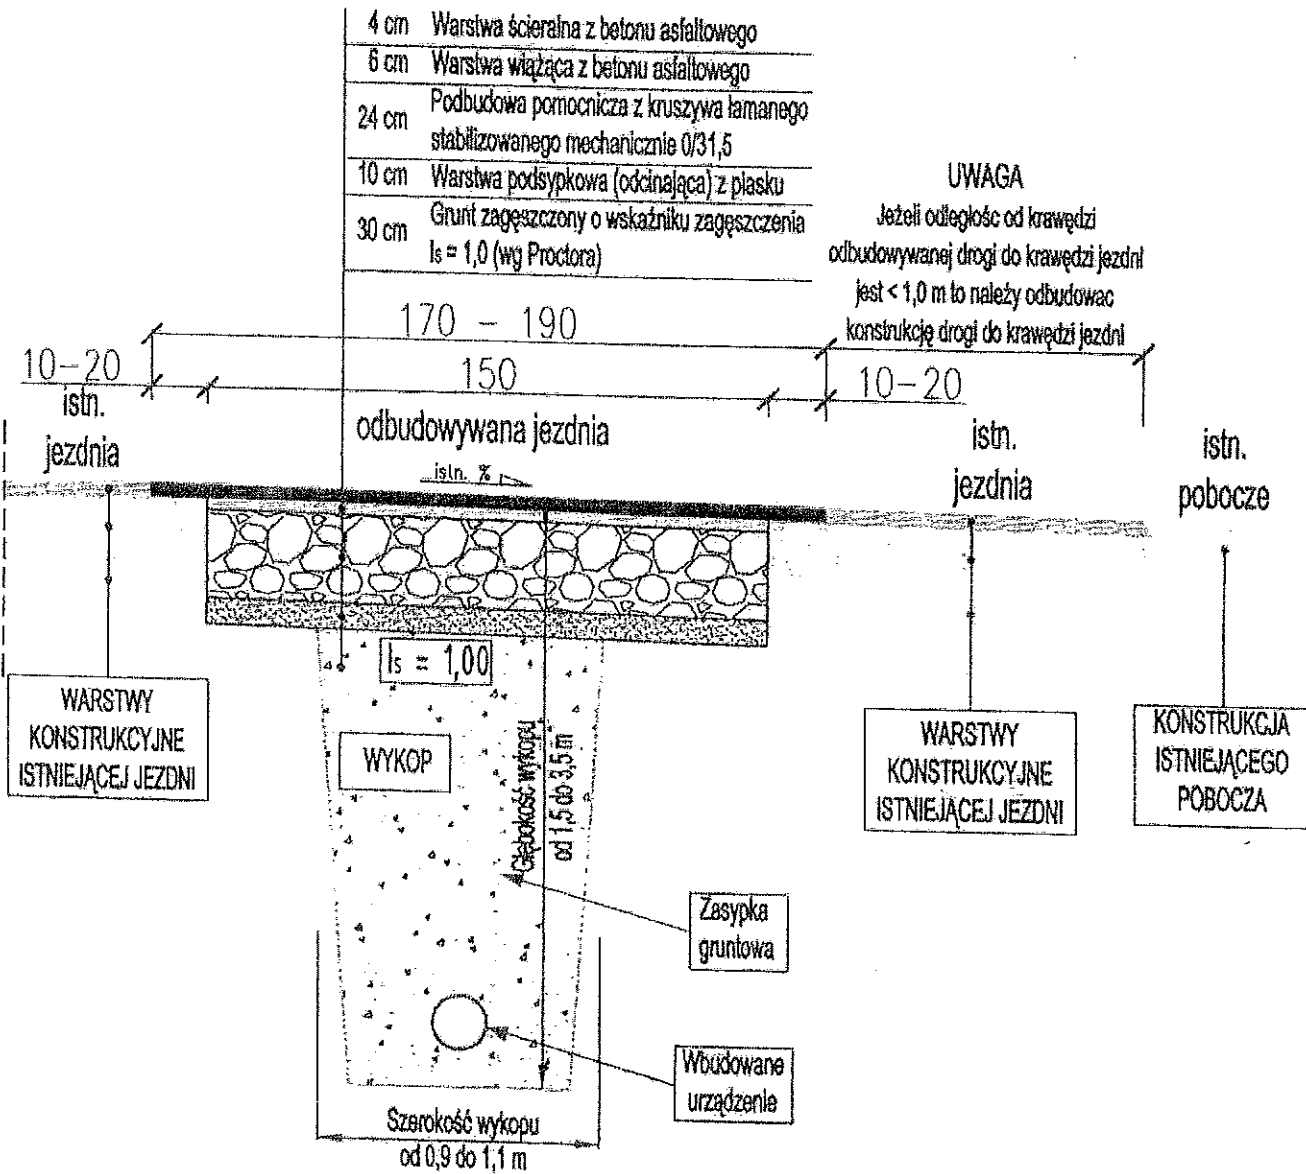 4 cm Warstwa ścieralna z betonu asfaltowego
6 cm Warstwa wiążąca z betonu asfaltowego
24 cm Podbudowa pomocnicza z kruszywa łamanego
stabilizowanego mechanicznie 0/31,5
10 cm Warstwa podsypkowa (odcinająca) z piasku
30 cm Grunt zagęszczony o wskaźniku zagęszczenia
Is = 1,0 (wg Proctora)
UWAGA
Jeżeli odległośc od krawędzi
odbudowywanej drogi do krawędzi jezdni
jest < 1,0 m to należy odbudowac
konstrukcję drogi do krawędzi jezdni
170 - 190
10-20
150
10-20
istn.
jezdnia
odbudowywana jezdnia
istn. %
istn.
jezdnia
istn.
pobocze
Is = 1,00
WARSTWY
KONSTRUKCYJNE
ISTNIEJĄCEJ JEZDNI
WYKOP
Głębokość wykopu
od 1,5 do 3,5 m
WARSTWY
KONSTRUKCYJNE
ISTNIEJĄCEJ JEZDNI
KONSTRUKCJA
ISTNIEJĄCEGO
POBOCZA
Zasypka
gruntowa
Wbudowane
urządzenie
Szerokość wykopu
od 0,9 do 1,1 m